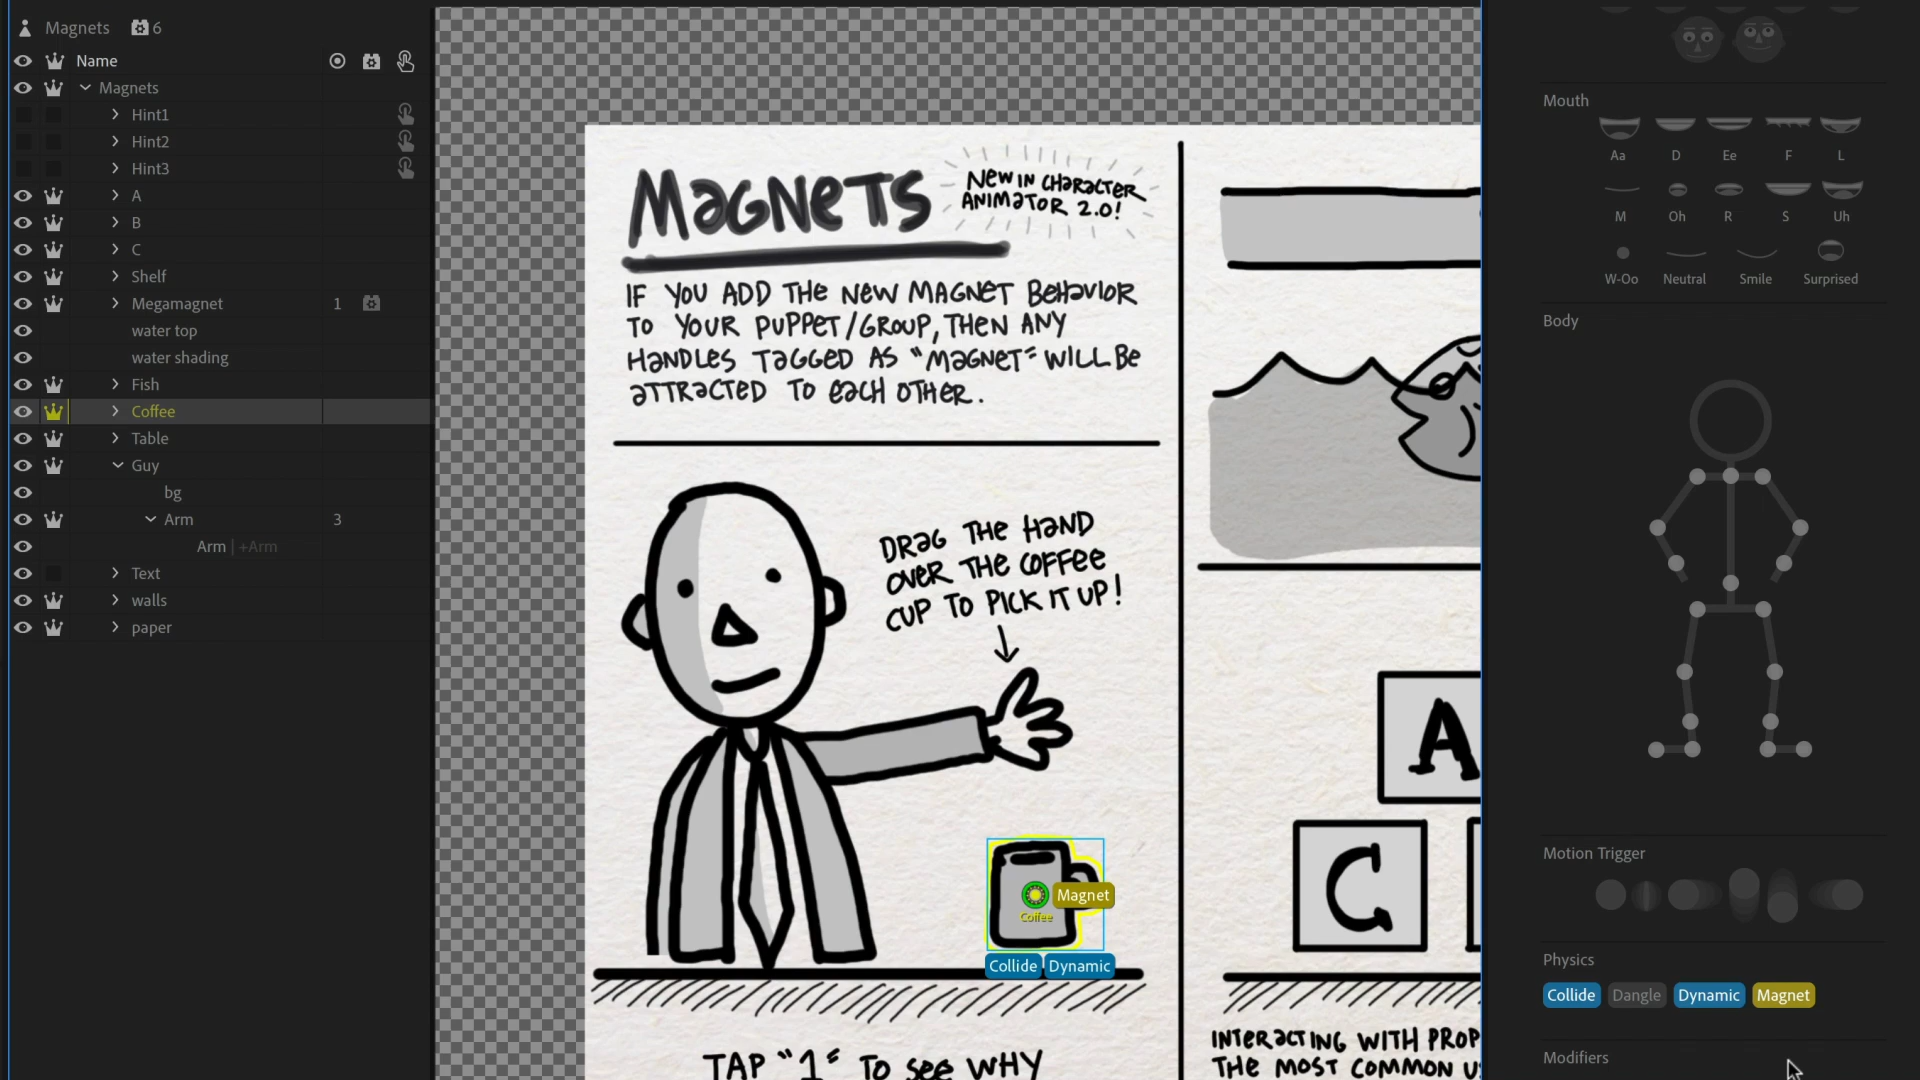 Magnets 6
Name
Magnets
Hint1
Hint2
Hint3
A
B
C
Shelf
Megamagnet 1
water top
water shading
Fish
Coffee
Table
Guy
bg
Arm 3
Arm | +Arm
Text
walls
paper
MAGNETS
NEW IN CHARACTER
ANIMATOR 2.0!
IF YOU ADD THE NEW MAGNET BEHAVIOR
TO YOUR PUPPET/GROUP, THEN ANY
HANDLES TAGGED AS "MAGNET" WILL BE
ATTRACTED TO EACH OTHER.
DRAG THE HAND
OVER THE COFFEE
CUP TO PICK IT UP!
Magnet
Coffee
Collide Dynamic
TAP "1" TO SEE WHY
A
C
INTERACTING WITH PROP
THE MOST COMMON U
Mouth
Aa D Ee F L
M Oh R S Uh
W-Oo Neutral Smile Surprised
Body
Motion Trigger
Physics
Collide Dangle Dynamic Magnet
Modifiers